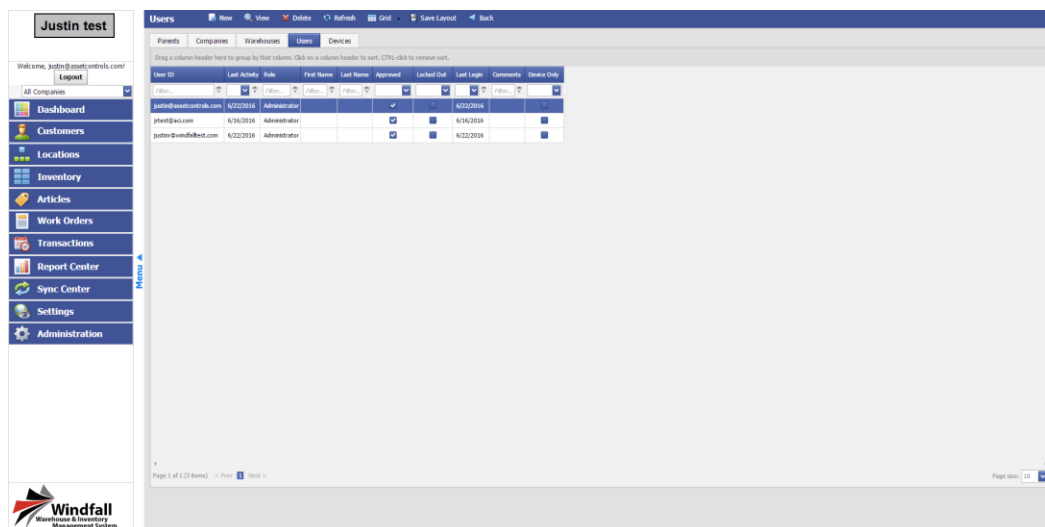 Justin test
Welcome, justin@assetcontrols.com!
Logout
All Companies
Dashboard
Customers
Locations
Inventory
Articles
Work Orders
Transactions
Report Center
Sync Center
Settings
Administration
Windfall
Warehouse & Inventory
Management System
Menu
Users New View Delete Refresh Grid Save Layout Back
Parents Companies Warehouses Users Devices
Drag a column header here to group by that column. Click on a column header to sort. CTRL-click to remove sort.
User ID Last Activity Role First Name Last Name Approved Locked Out Last Login Comments Device Only
Filter... Filter... Filter... Filter... Filter...
justin@assetcontrols.com 6/22/2016 Administrator 6/22/2016
jrtest@aci.com 6/16/2016 Administrator 6/16/2016
justinr@windfalltest.com 6/22/2016 Administrator 6/22/2016
Page 1 of 1 (3 items) < Prev 1 Next >
Page size: 18